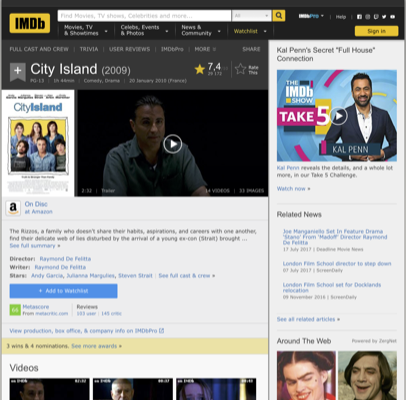 IMDb
Find Movies, TV shows, Celebrities and more...
All
IMDbPro
Help
Movies, TV & Showtimes
Celebs, Events & Photos
News & Community
Watchlist
Sign in
FULL CAST AND CREW | TRIVIA | USER REVIEWS | IMDbPro | MORE
SHARE
City Island (2009)
PG-13 | 1h 44min | Comedy, Drama | 20 January 2010 (France)
7,4
Rate This
CityIsland
2:32 | Trailer
14 VIDEOS | 33 IMAGES
On Disc
at Amazon
The Rizzos, a family who doesn't share their habits, aspirations, and careers with one another, find their delicate web of lies disturbed by the arrival of a young ex-con (Strait) brought ...
See full summary »
Director: Raymond De Felitta
Writer: Raymond De Felitta
Stars: Andy Garcia, Julianna Margulies, Steven Strait | See full cast & crew »
+ Add to Watchlist
Metascore
From metacritic.com
Reviews
103 user | 145 critic
View production, box office, & company info on IMDbPro
3 wins & 4 nominations. See more awards »
Videos
Kal Penn's Secret "Full House" Connection
THE IMDb SHOW
TAKE 5
KAL PENN
Kal Penn reveals the details, and a whole lot more, in our Take 5 Challenge.
Watch now »
Related News
Joe Manganiello Set In Feature Drama 'Stano' From 'Madoff' Director Raymond De Felitta
17 July 2017 | Deadline Movie News
London Film School director to step down
07 July 2017 | ScreenDaily
London Film School set for Docklands relocation
09 November 2016 | ScreenDaily
See all related articles »
Around The Web
Powered by ZergNet